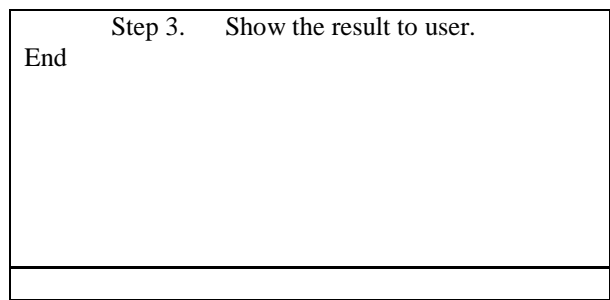 Step 3. Show the result to user.
End